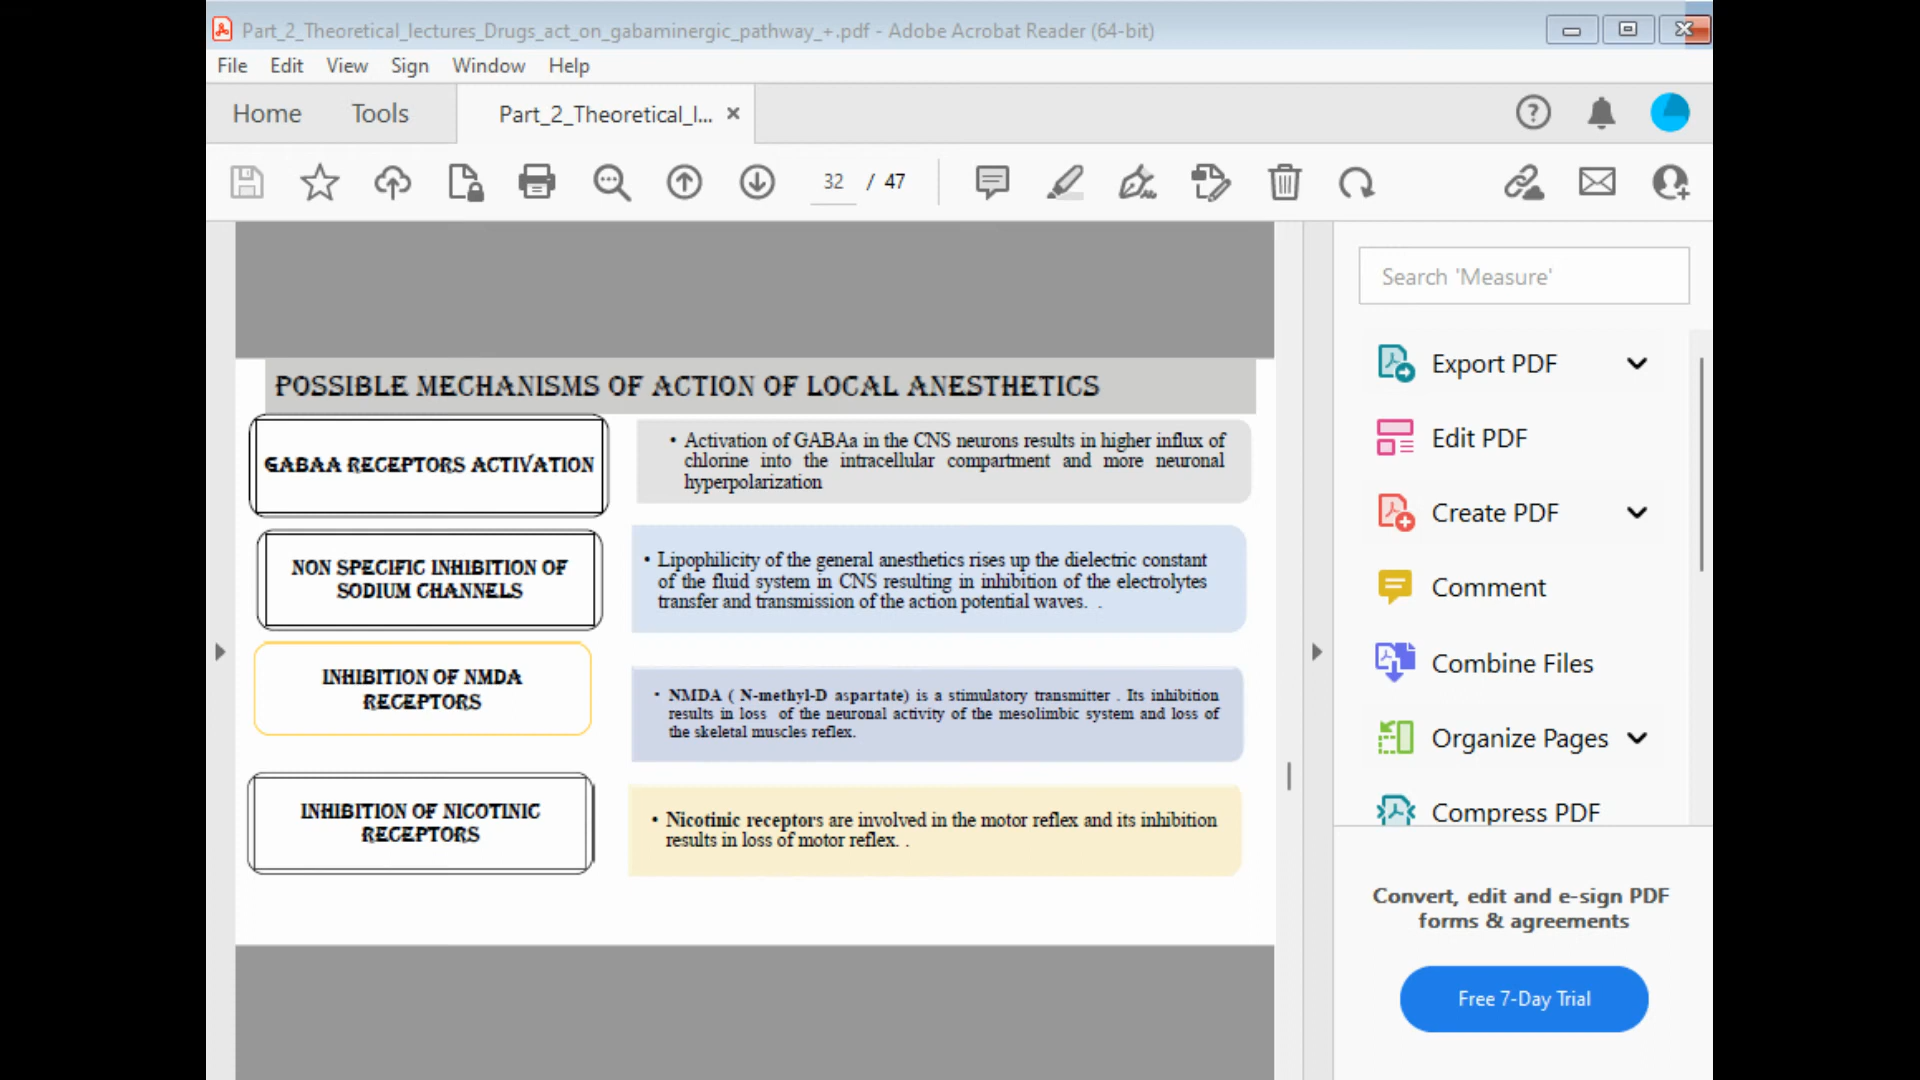 Part_2_Theoretical_lectures_Drugs_act_on_gabaminergic_pathway_+.pdf - Adobe Acrobat Reader (64-bit)
File Edit View Sign Window Help
Home Tools Part_2_Theoretical_l... ×
32 / 47
Search 'Measure'
Export PDF
Edit PDF
Create PDF
Comment
Combine Files
Organize Pages
Compress PDF
Convert, edit and e-sign PDF
forms & agreements
Free 7-Day Trial
POSSIBLE MECHANISMS OF ACTION OF LOCAL ANESTHETICS
GABAA RECEPTORS ACTIVATION
• Activation of GABAa in the CNS neurons results in higher influx of
chlorine into the intracellular compartment and more neuronal
hyperpolarization
NON SPECIFIC INHIBITION OF
SODIUM CHANNELS
• Lipophilicity of the general anesthetics rises up the dielectric constant
of the fluid system in CNS resulting in inhibition of the electrolytes
transfer and transmission of the action potential waves. .
INHIBITION OF NMDA
RECEPTORS
• NMDA ( N-methyl-D aspartate) is a stimulatory transmitter . Its inhibition
results in loss of the neuronal activity of the mesolimbic system and loss of
the skeletal muscles reflex.
INHIBITION OF NICOTINIC
RECEPTORS
• Nicotinic receptors are involved in the motor reflex and its inhibition
results in loss of motor reflex. .